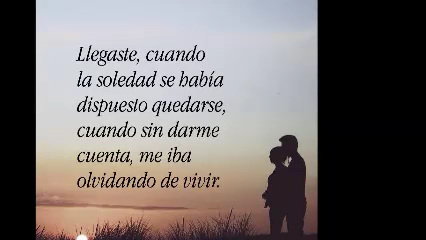 Llegaste, cuando
la soledad se había
dispuesto quedarse,
cuando sin darme
cuenta, me iba
olvidando de vivir.